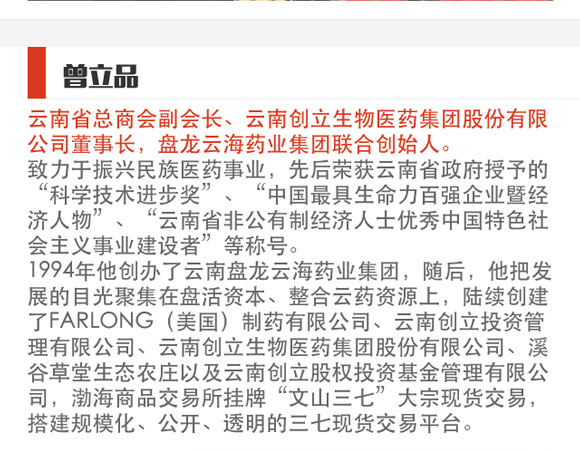 曾立品
云南省总商会副会长、云南创立生物医药集团股份有限
公司董事长，盘龙云海药业集团联合创始人。
致力于振兴民族医药事业，先后荣获云南省政府授予的
“科学技术进步奖”、“中国最具生命力百强企业暨经
济人物”、“云南省非公有制经济人士优秀中国特色社
会主义事业建设者”等称号。
1994年他创办了云南盘龙云海药业集团，随后，他把发
展的目光聚集在盘活资本、整合云药资源上，陆续创建
了FARLONG（美国）制药有限公司、云南创立投资管
理有限公司、云南创立生物医药集团股份有限公司、溪
谷草堂生态农庄以及云南创立股权投资基金管理有限公
司，渤海商品交易所挂牌“文山三七”大宗现货交易，
搭建规模化、公开、透明的三七现货交易平台。